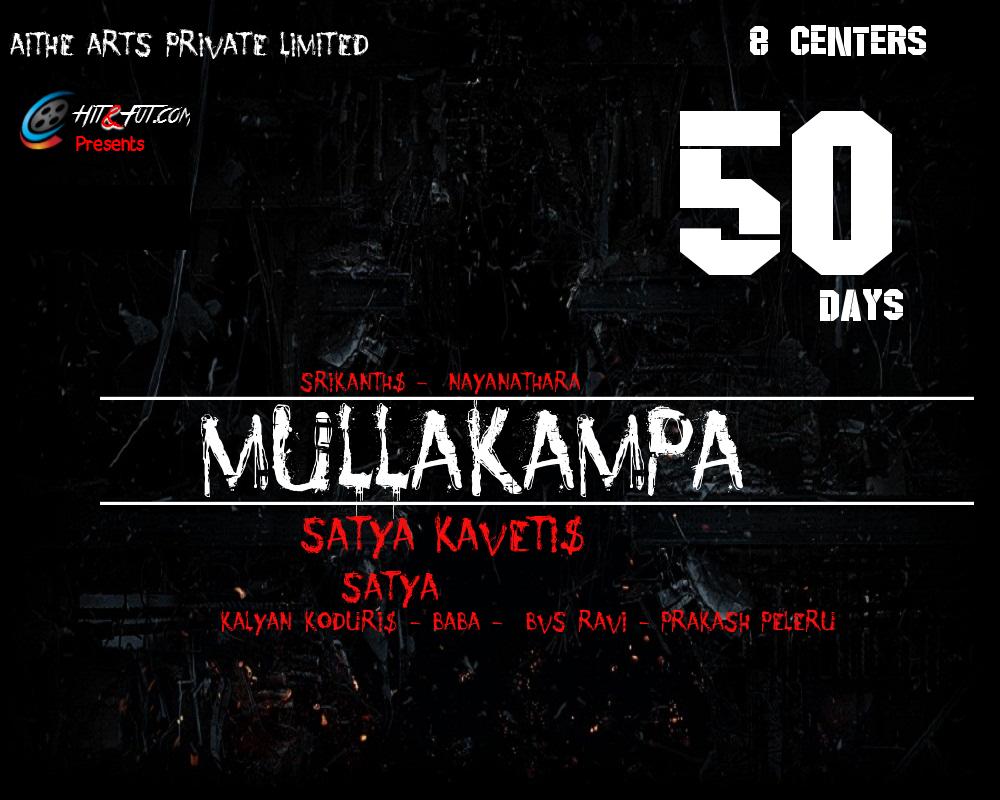 AITHE ARTS PRIVATE LIMITED
8 CENTERS
HIT&FUT.COM
Presents
50
DAYS
SRIKANTH$ - NAYANATHARA
MULLAKAMPA
SATYA KAVETI$
SATYA
KALYAN KODURI$ - BABA - BVS RAVI - PRAKASH PELERU